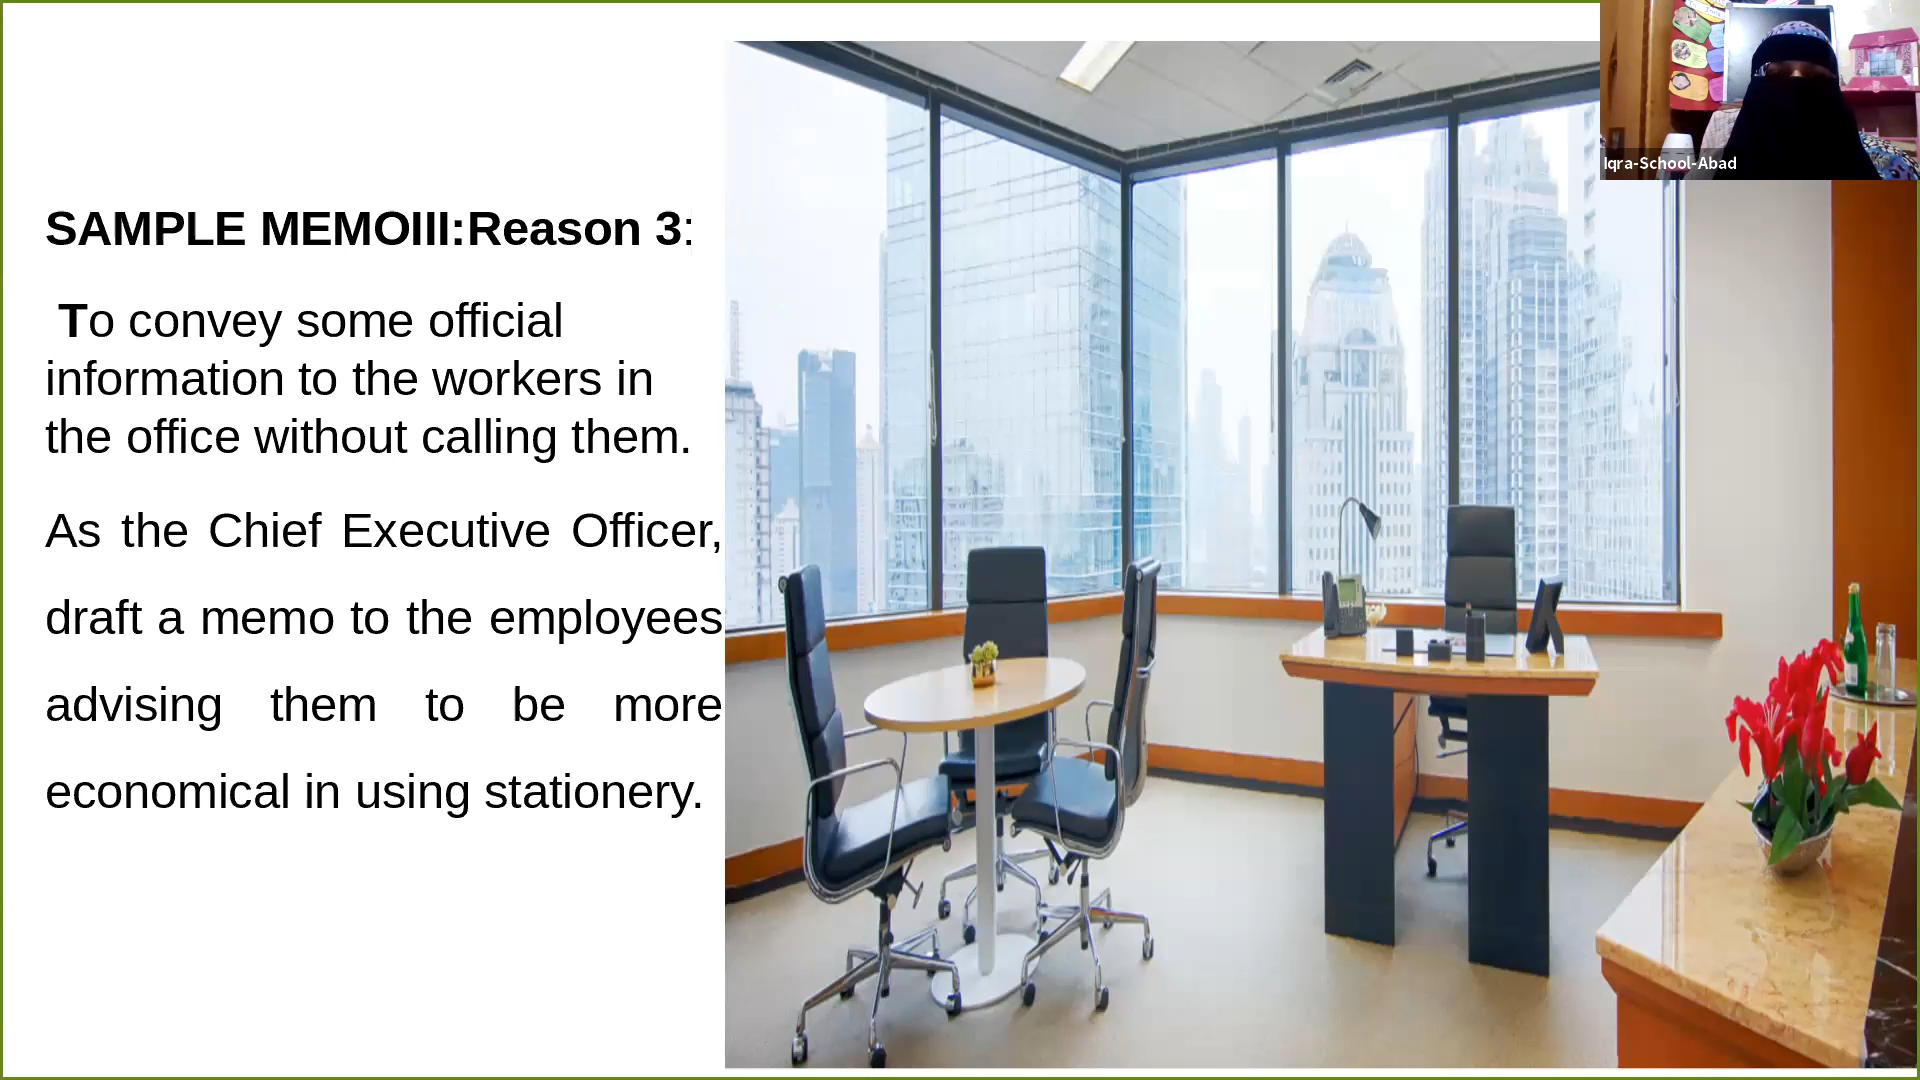 SAMPLE MEMOIII:Reason 3:
To convey some official
information to the workers in
the office without calling them.
As the Chief Executive Officer,
draft a memo to the employees
advising them to be more
economical in using stationery.
Iqra-School-Abad